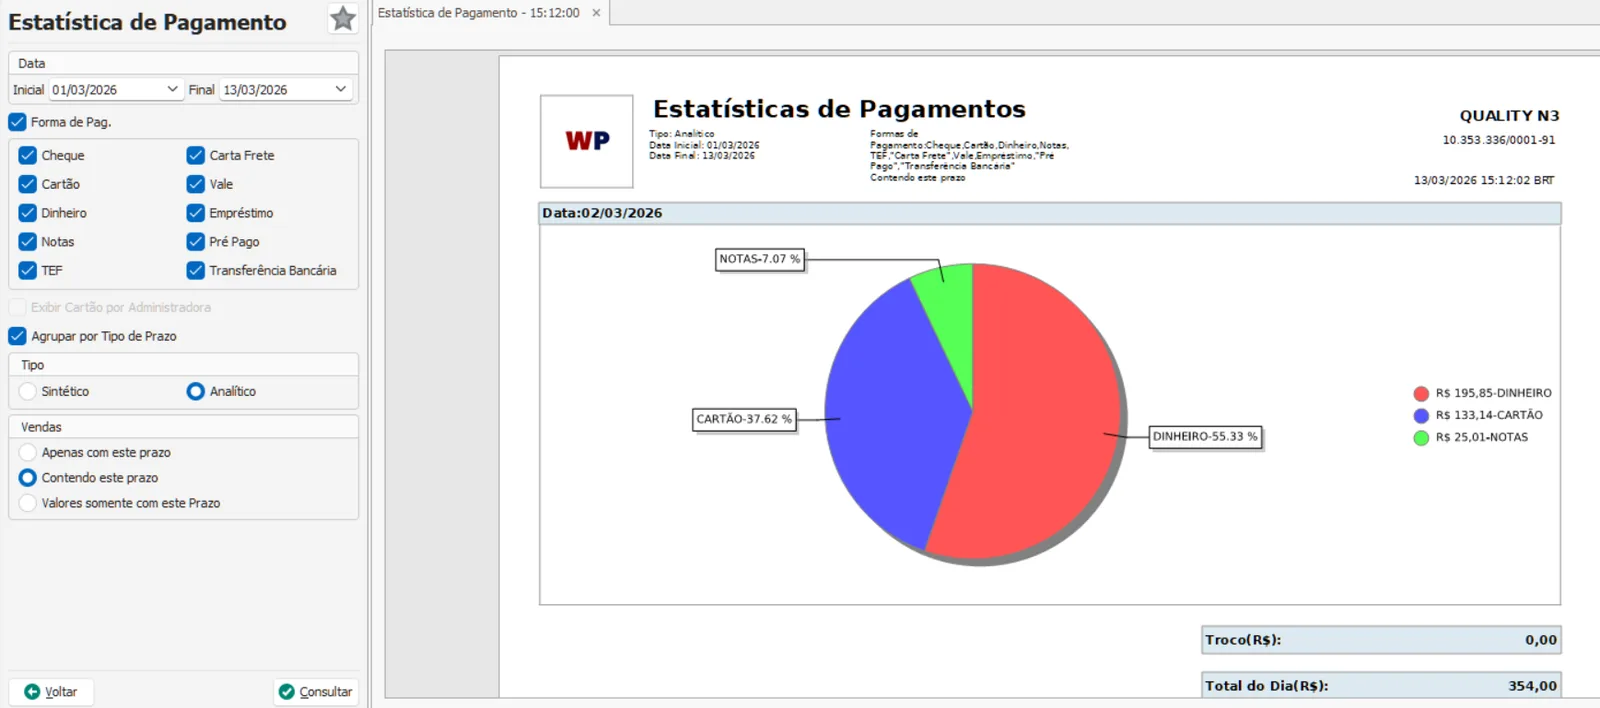 Estatística de Pagamento
Data
Inicial 01/03/2026 Final 13/03/2026
Forma de Pag.
Cheque Carta Frete
Cartão Vale
Dinheiro Empréstimo
Notas Pré Pago
TEF Transferência Bancária
Exibir Cartão por Administradora
Agrupar por Tipo de Prazo
Tipo
Sintético Analítico
Vendas
Apenas com este prazo
Contendo este prazo
Valores somente com este Prazo
Voltar Consultar
Estatística de Pagamento - 15:12:00
WP
Estatísticas de Pagamentos
Tipo: Analítico
Data Inicial: 01/03/2026
Data Final: 13/03/2026
Formas de
Pagamento:Cheque,Cartão,Dinheiro,Notas,
TEF,"Carta Frete",Vale,Empréstimo,"Pré
Pago","Transferência Bancária"
Contendo este prazo
QUALITY N3
10.353.336/0001-91
13/03/2026 15:12:02 BRT
Data:02/03/2026
NOTAS-7.07 %
CARTÃO-37.62 %
DINHEIRO-55.33 %
R$ 195,85-DINHEIRO
R$ 133,14-CARTÃO
R$ 25,01-NOTAS
Troco(R$): 0,00
Total do Dia(R$): 354,00